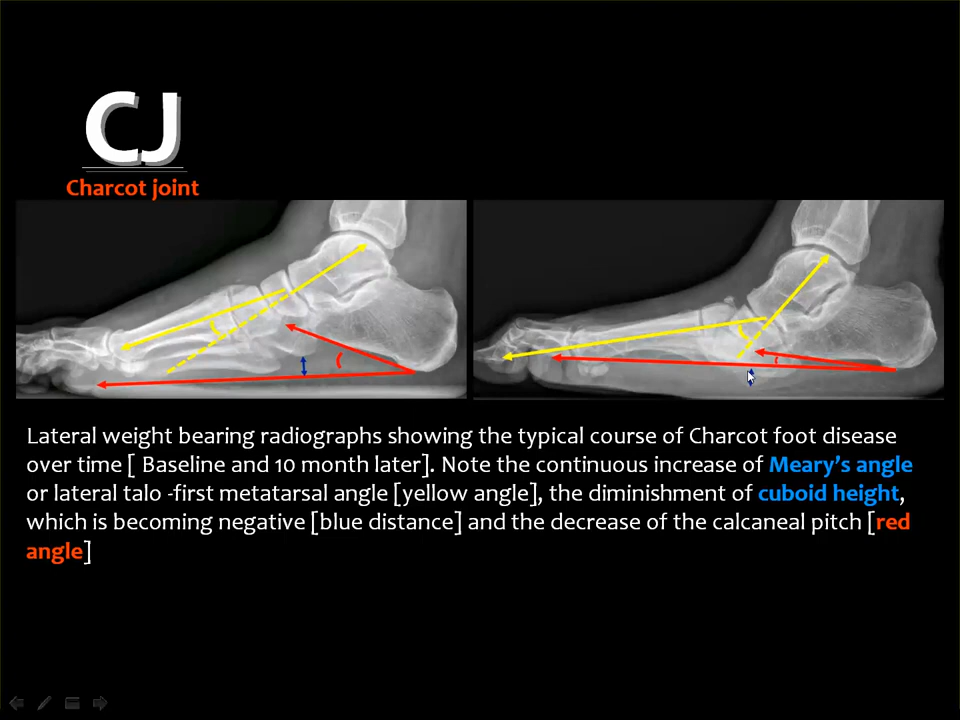 CJ
Charcot joint
Lateral weight bearing radiographs showing the typical course of Charcot foot disease
over time [ Baseline and 10 month later]. Note the continuous increase of Meary’s angle
or lateral talo -first metatarsal angle [yellow angle], the diminishment of cuboid height,
which is becoming negative [blue distance] and the decrease of the calcaneal pitch [red
angle]